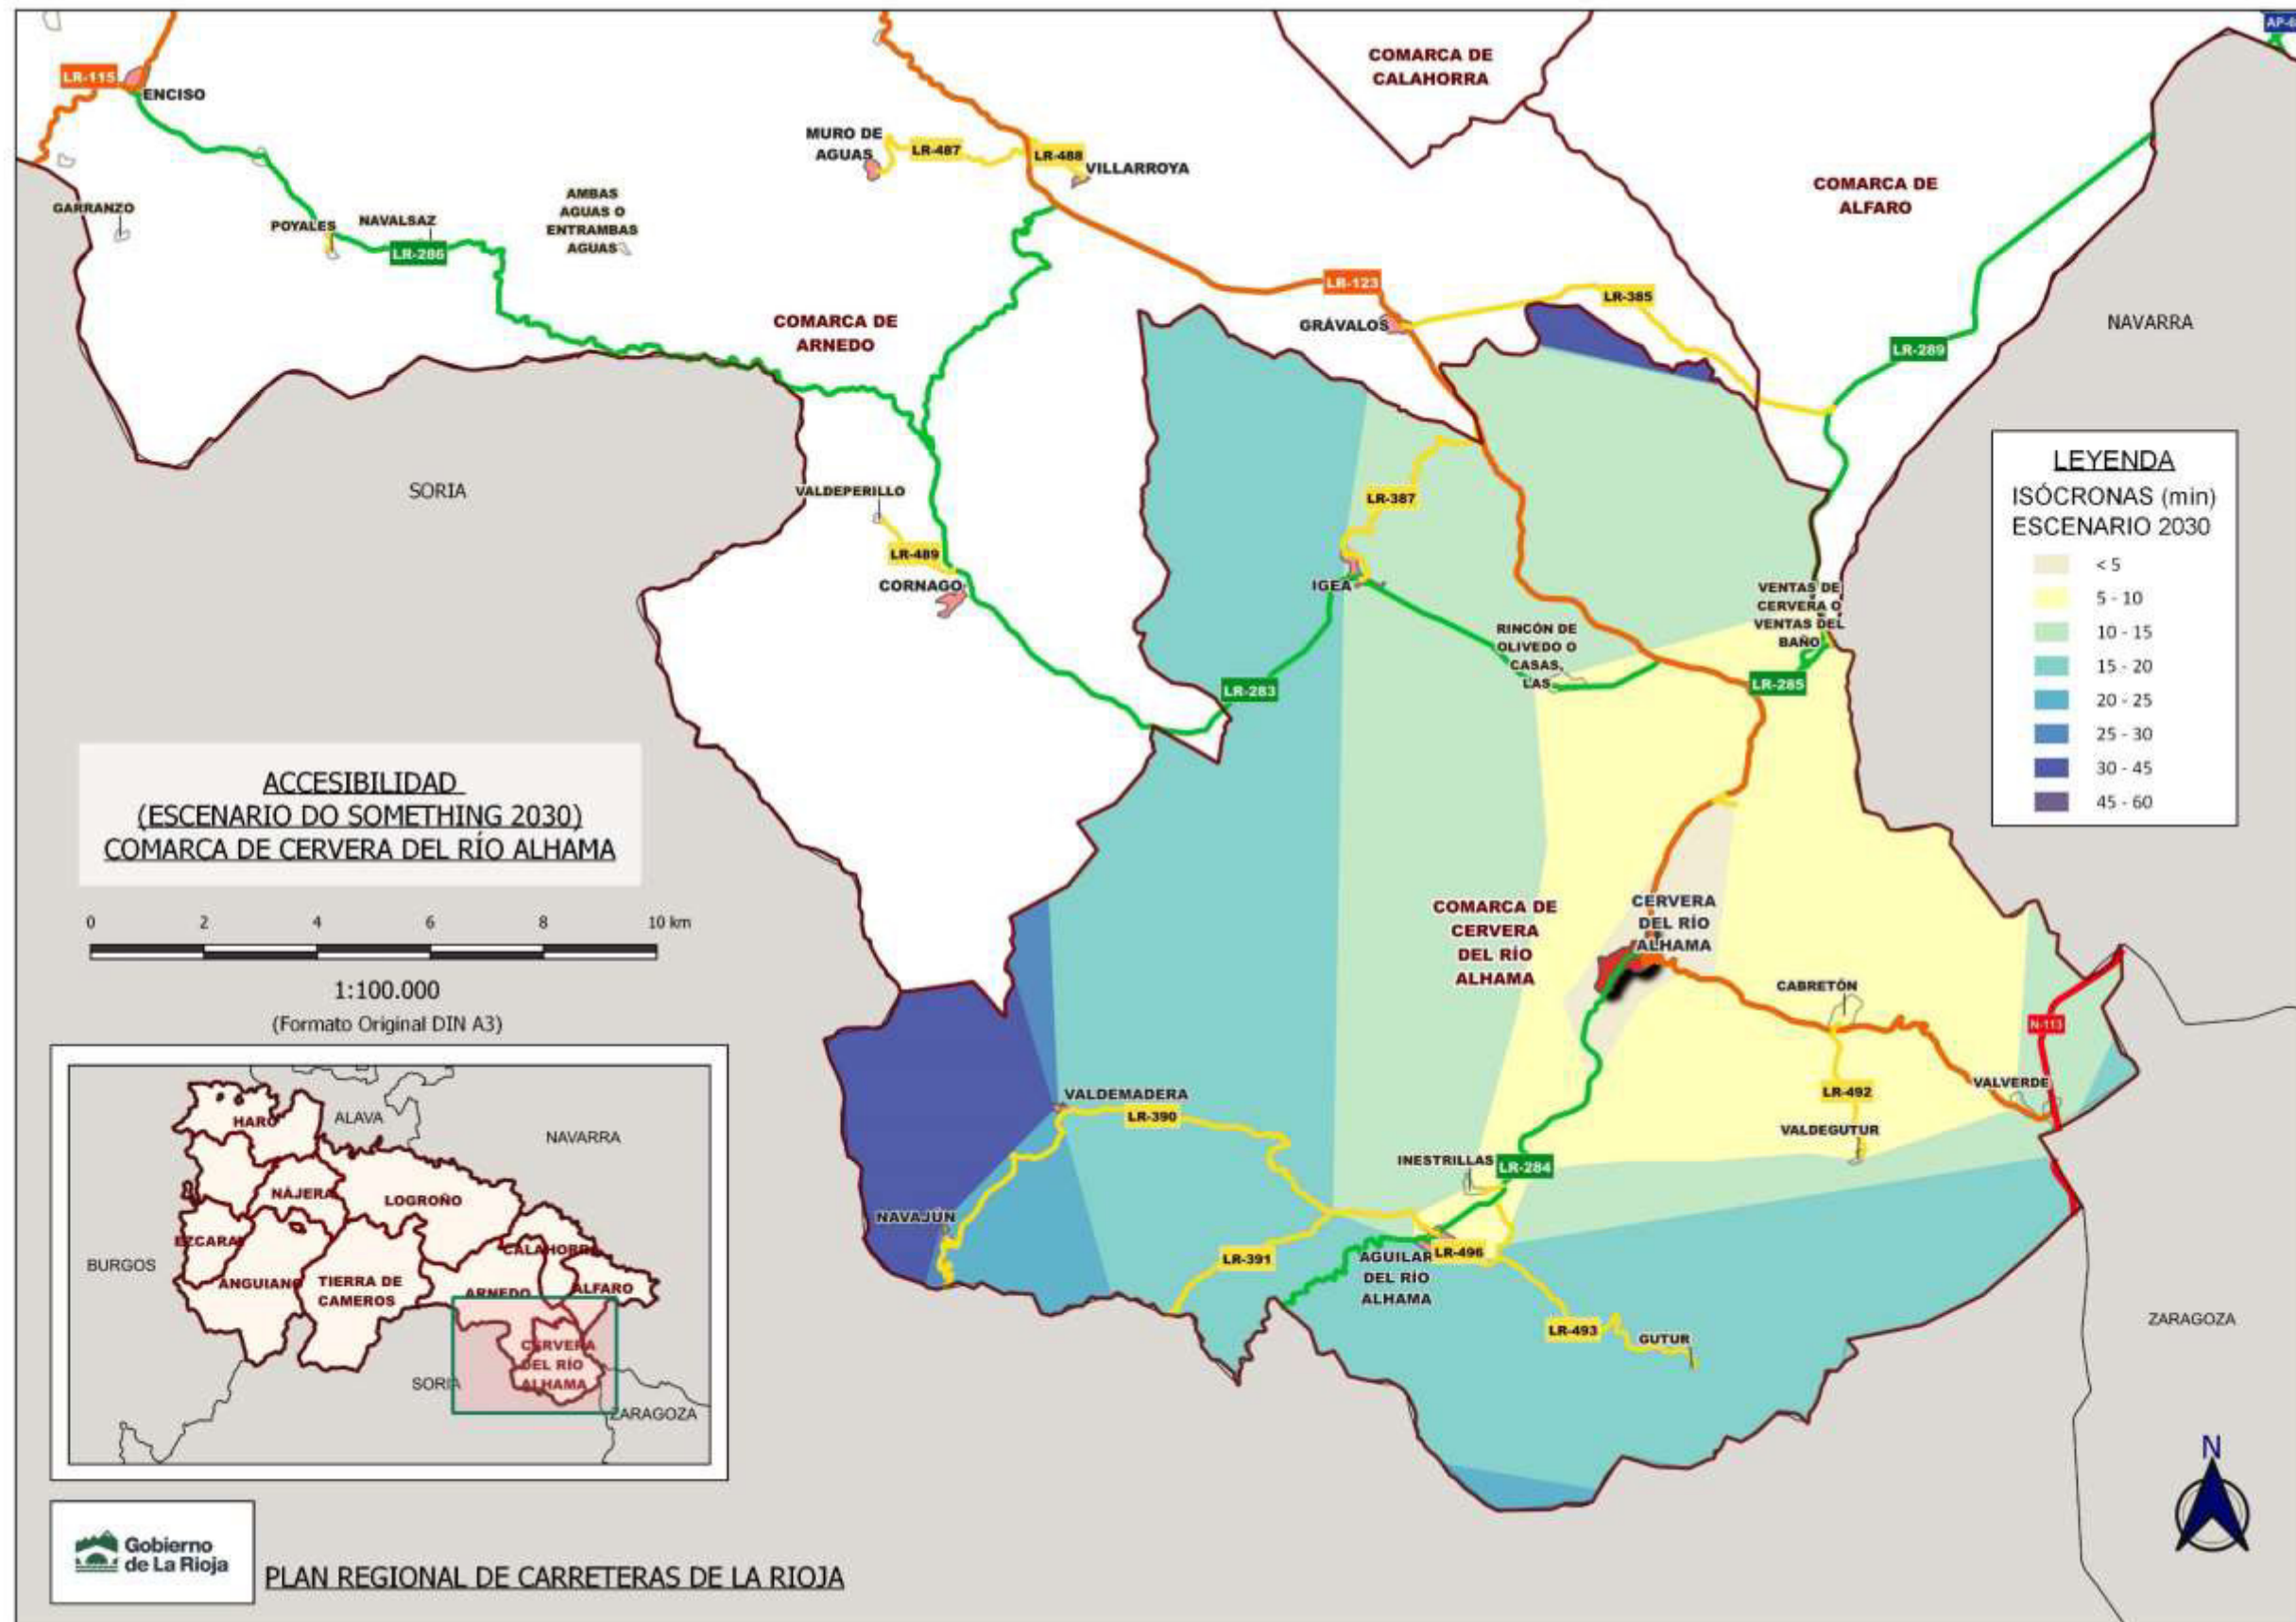 AP-6
COMARCA DE
CALAHORRA
LR-115
ENCISO
MURO DE
AGUAS
LR-487
LR-488
VILLARROYA
COMARCA DE
ALFARO
GARRANZO
POYALES
NAVALSAZ
LR-286
AMBAS
AGUAS O
ENTRAMBAS
AGUAS
LR-123
LR-385
GRÁVALOS
COMARCA DE
ARNEDO
NAVARRA
LR-289
SORIA
VALDEPERILLO
LR-489
CORNAGO
LR-387
IGEA
RINCÓN DE
OLIVEDO O
CASAS,
LAS
VENTAS DE
CERVERA O
VENTAS DEL
BAÑO
LR-283
LR-285
LEYENDA
ISÓCRONAS (min)
ESCENARIO 2030
< 5
5 - 10
10 - 15
15 - 20
20 - 25
25 - 30
30 - 45
45 - 60
ACCESIBILIDAD
(ESCENARIO DO SOMETHING 2030)
COMARCA DE CERVERA DEL RÍO ALHAMA
0 2 4 6 8 10 km
1:100.000
(Formato Original DIN A3)
COMARCA DE
CERVERA
DEL RÍO
ALHAMA
CERVERA
DEL RÍO
ALHAMA
CABRETÓN
N-113
LR-492
VALVERDE
VALDEGUTUR
VALDEMADERA
LR-390
INESTRILLAS
LR-284
NAVAJÚN
LR-391
AGUILAR
DEL RÍO
ALHAMA
LR-496
LR-493
GUTUR
ZARAGOZA
HARO
ALAVA
NAVARRA
NÁJERA
LOGROÑO
EZCARAY
CALAHORRA
BURGOS
ANGUIANO
TIERRA DE
CAMEROS
ARNEDO
ALFARO
CERVERA
DEL RÍO
ALHAMA
SORIA
ZARAGOZA
N
Gobierno
de La Rioja
PLAN REGIONAL DE CARRETERAS DE LA RIOJA